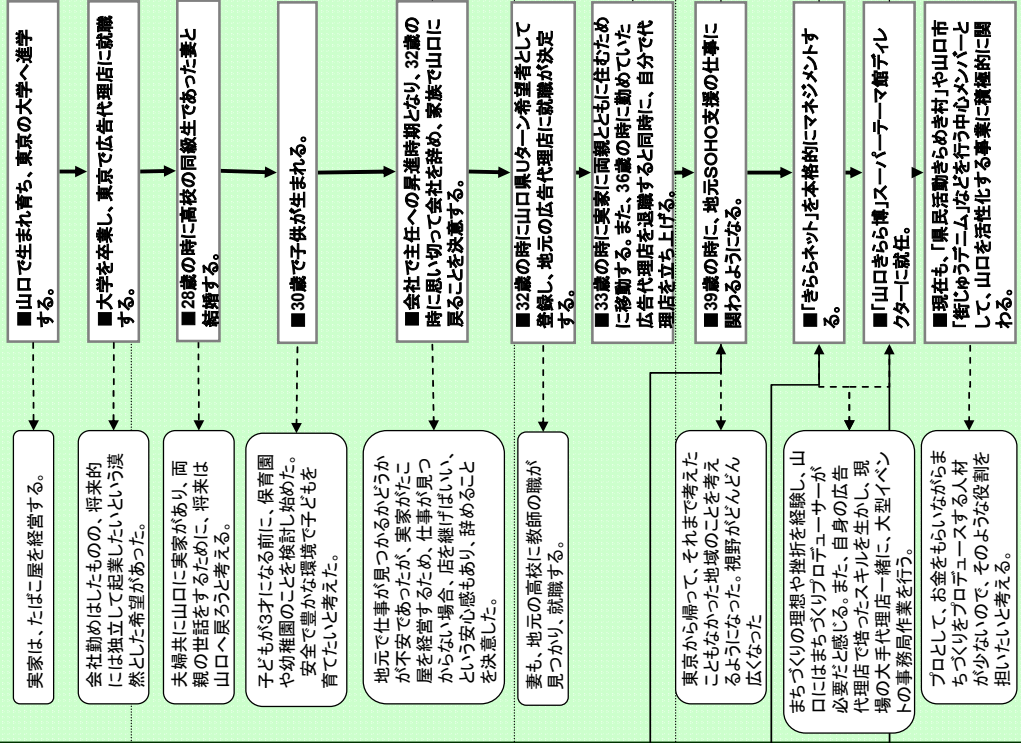 ■山口で生まれ育ち、東京の大学へ進学
する。
■大学を卒業し、東京で広告代理店に就職
する。
■28歳の時に高校の同級生であった妻と
結婚する。
■30歳で子供が生まれる。
■会社で主任への昇進時期となり、32歳の
時に思い切って会社を辞め、家族で山口に
戻ることを決意する。
■32歳の時に山口県Uターン希望者として
登録し、地元の広告代理店に就職が決定
する。
■33歳の時に実家に両親とともに住むため
に移動する。また、36歳の時に勤めていた
広告代理店を退職すると同時に、自分で代
理店を立ち上げる。
■39歳の時に、地元SOHO支援の仕事に
関わるようになる。
■「きららネット」を本格的にマネジメントす
る。
■「山口きらら博」スーパーテーマ館ディレ
クターに就任。
■現在も、「県民活動きらめき村」や山口市
「街じゅうデニム」などを行う中心メンバーと
して、山口を活性化する事業に積極的に関
わる。
実家は、たばこ屋を経営する。
会社勤めはしたものの、将来的
には独立して起業したいという漠
然とした希望があった。
夫婦共に山口に実家があり、両
親の世話をするために、将来は
山口へ戻ろうと考える。
子どもが3才になる前に、保育園
や幼稚園のことを検討し始めた。
安全で豊かな環境で子どもを
育てたいと考えた。
地元で仕事が見つかるかどうか
が不安であったが、実家がたこ
屋を経営するため、仕事が見つ
からない場合、店を継げばいい、
という安心感もあり、辞めること
を決意した。
妻も、地元の高校に教師の職が
見つかり、就職する。
東京から帰って、それまで考えた
こともなかった地域のことを考え
るようになった。視野がどんどん
広くなった
まちづくりの理想や挫折を経験し、山
口にはまちづくりプロデューサーが
必要だと感じる。また、自身の広告
代理店で培ったスキルを生かし、現
場の大手代理店一緒に、大型イベン
トの事務局作業を行う。
プロとして、お金をもらいながらま
ちづくりをプロデュースする人材
が少ないので、そのような役割を
担いたいと考える。